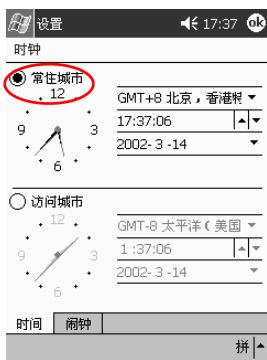 设置 17:37 ok
时钟
常住城市
12
9 3
6
GMT+8 北京，香港特
17:37:06
2002- 3 -14
访问城市
12
9 3
6
GMT-8 太平洋(美国
1 :37:06
2002- 3 -14
时间 闹钟
拼